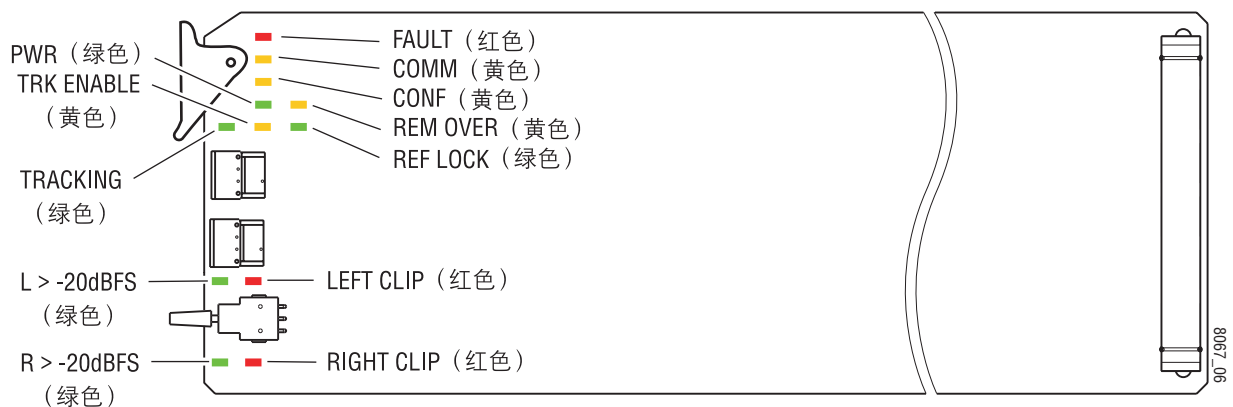 PWR（绿色）
TRK ENABLE
（黄色）
TRACKING
（绿色）
FAULT（红色）
COMM（黄色）
CONF（黄色）
REM OVER（黄色）
REF LOCK（绿色）
L > -20dBFS
（绿色）
LEFT CLIP（红色）
R > -20dBFS
（绿色）
RIGHT CLIP（红色）
8067_06